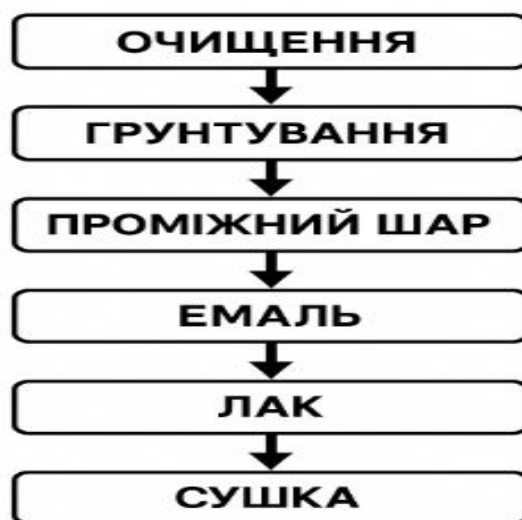 ОЧИЩЕННЯ
ГРУНТУВАННЯ
ПРОМІЖНИЙ ШАР
ЕМАЛЬ
ЛАК
СУШКА